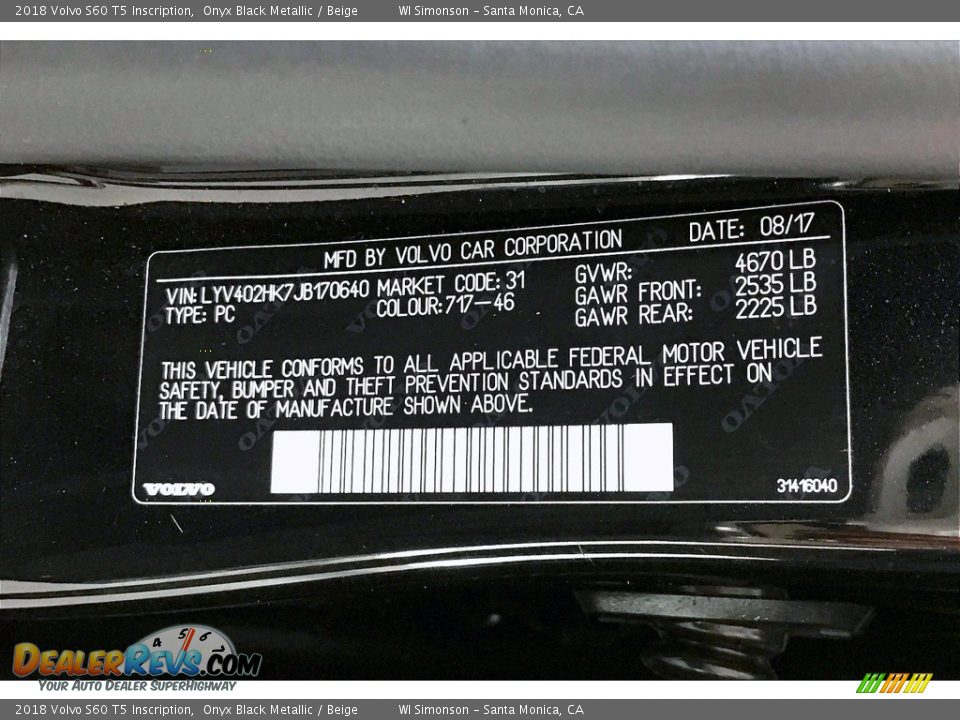 2018 Volvo S60 T5 Inscription, Onyx Black Metallic / Beige WI Simonson - Santa Monica, CA
MFD BY VOLVO CAR CORPORATION DATE: 08/17
VIN: LYV402HK7JB170640 MARKET CODE: 31 GVWR: 4670 LB
TYPE: PC COLOUR: 717-46 GAWR FRONT: 2535 LB
GAWR REAR: 2225 LB
THIS VEHICLE CONFORMS TO ALL APPLICABLE FEDERAL MOTOR VEHICLE
SAFETY, BUMPER AND THEFT PREVENTION STANDARDS IN EFFECT ON
THE DATE OF MANUFACTURE SHOWN ABOVE.
VOLVO 31416040
4 5 6
DEALERREVS.COM
YOUR AUTO DEALER SUPERHIGHWAY
2018 Volvo S60 T5 Inscription, Onyx Black Metallic / Beige WI Simonson - Santa Monica, CA